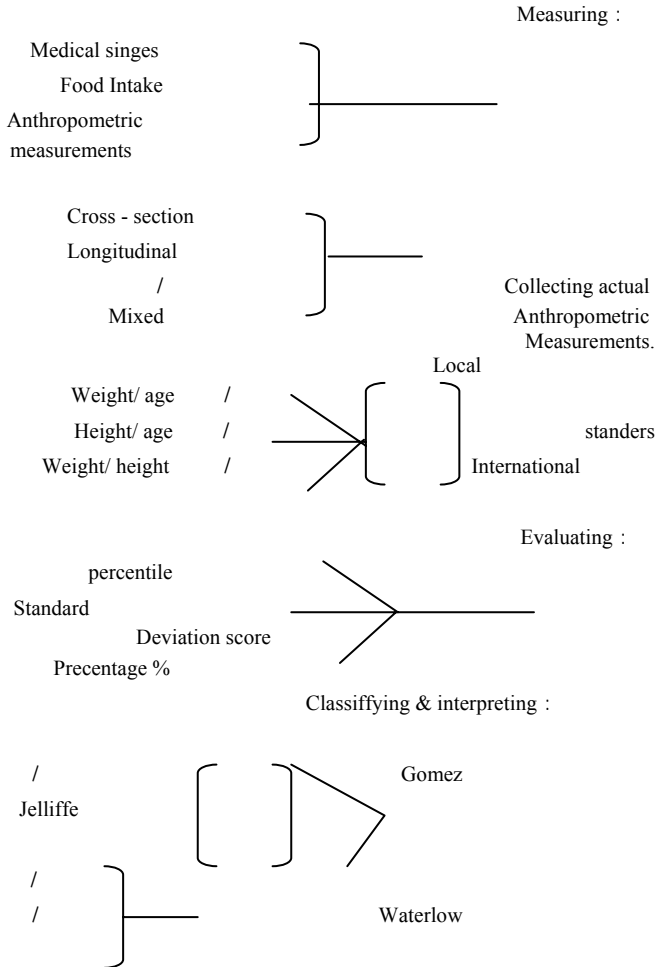 Measuring :
Medical singes
Food Intake
Anthropometric
measurements
Cross - section
Longitudinal
/
Collecting actual
Mixed
Anthropometric
Measurements.
Local
Weight/ age /
Height/ age /
standers
Weight/ height /
International
Evaluating :
percentile
Standard
Deviation score
Precentage %
Classiffying & interpreting :
/
Gomez
Jelliffe
/
/
Waterlow